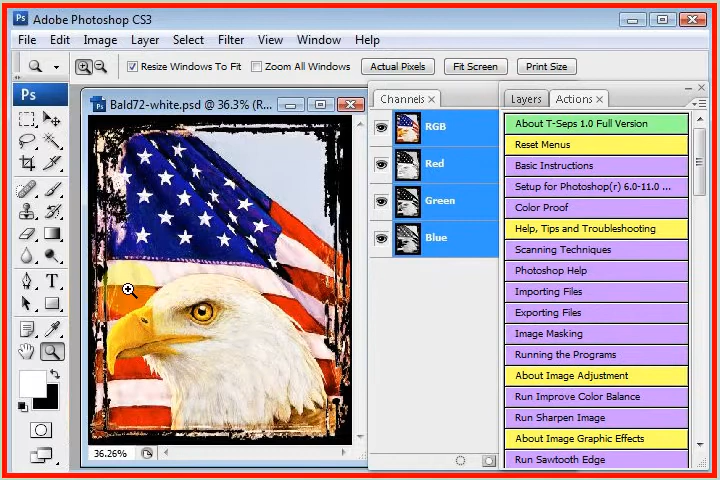 Ps Adobe Photoshop CS3
File Edit Image Layer Select Filter View Window Help
Resize Windows To Fit Zoom All Windows Actual Pixels Fit Screen Print Size
Ps
Bald72-white.psd @ 36.3% (R...
36.26%
Channels
RGB
Red
Green
Blue
Layers Actions
About T-Seps 1.0 Full Version
Reset Menus
Basic Instructions
Setup for Photoshop(r) 6.0-11.0 ...
Color Proof
Help, Tips and Troubleshooting
Scanning Techniques
Photoshop Help
Importing Files
Exporting Files
Image Masking
Running the Programs
About Image Adjustment
Run Improve Color Balance
Run Sharpen Image
About Image Graphic Effects
Run Sawtooth Edge